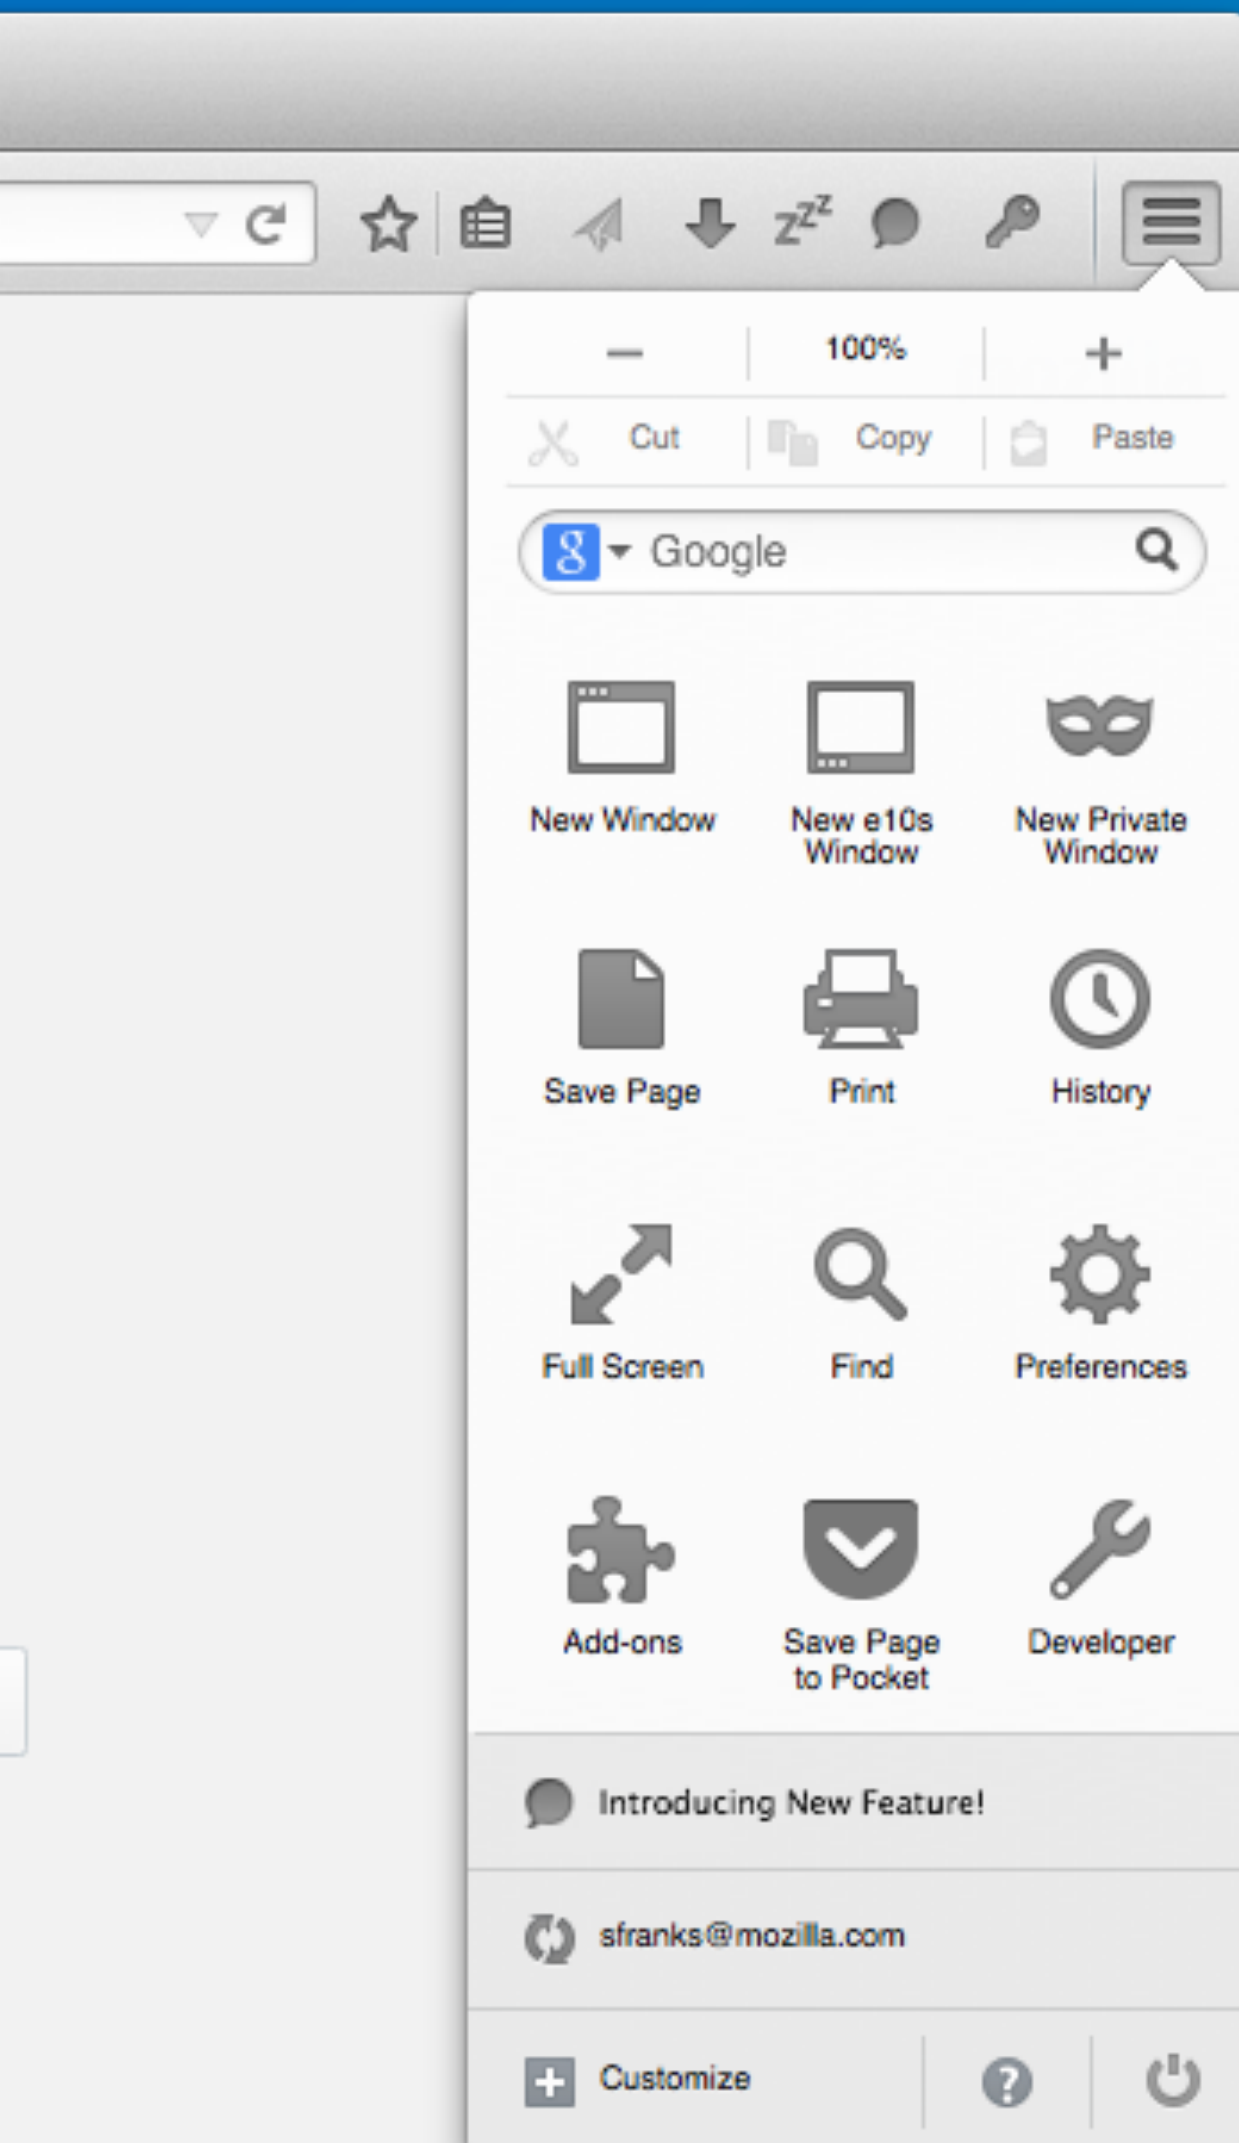 zzz
100%
Cut Copy Paste
g Google
New Window
New e10s
Window
New Private
Window
Save Page
Print
History
Full Screen
Find
Preferences
Add-ons
Save Page
to Pocket
Developer
Introducing New Feature!
sfranks@mozilla.com
Customize
?